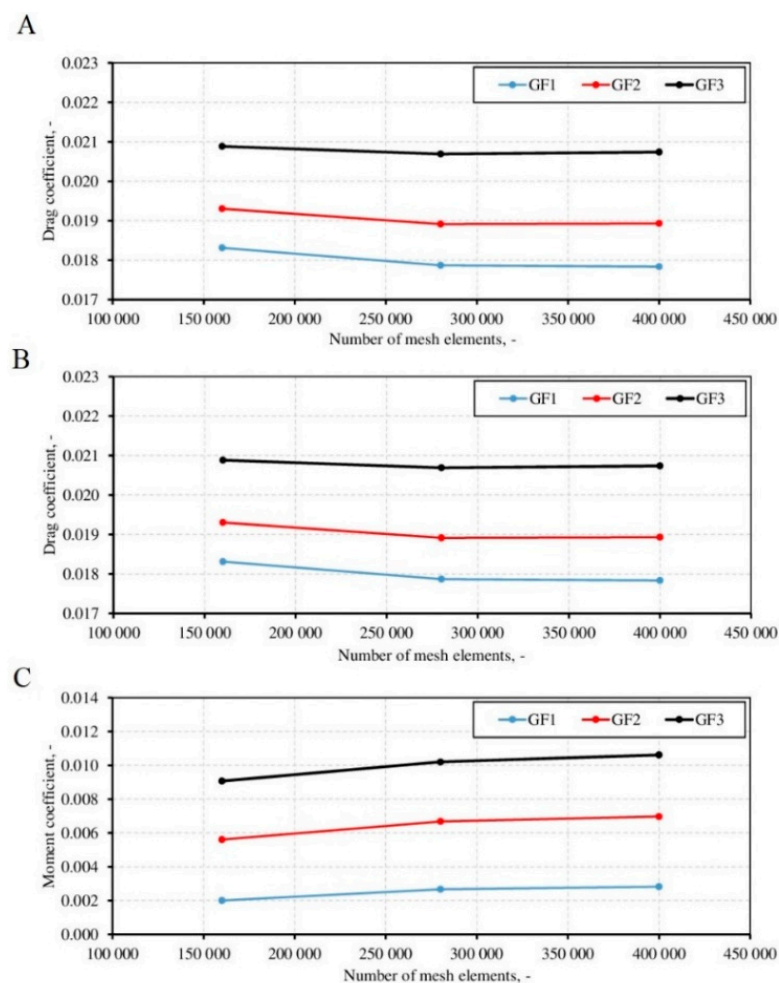 A
0.023
0.022
0.021
0.020
0.019
0.018
0.017
Drag coefficient, -
GF1 GF2 GF3
100 000 150 000 200 000 250 000 300 000 350 000 400 000 450 000
Number of mesh elements, -
B
0.023
0.022
0.021
0.020
0.019
0.018
0.017
Drag coefficient, -
GF1 GF2 GF3
100 000 150 000 200 000 250 000 300 000 350 000 400 000 450 000
Number of mesh elements, -
C
0.014
0.012
0.010
0.008
0.006
0.004
0.002
0.000
Moment coefficient, -
GF1 GF2 GF3
100 000 150 000 200 000 250 000 300 000 350 000 400 000 450 000
Number of mesh elements, -